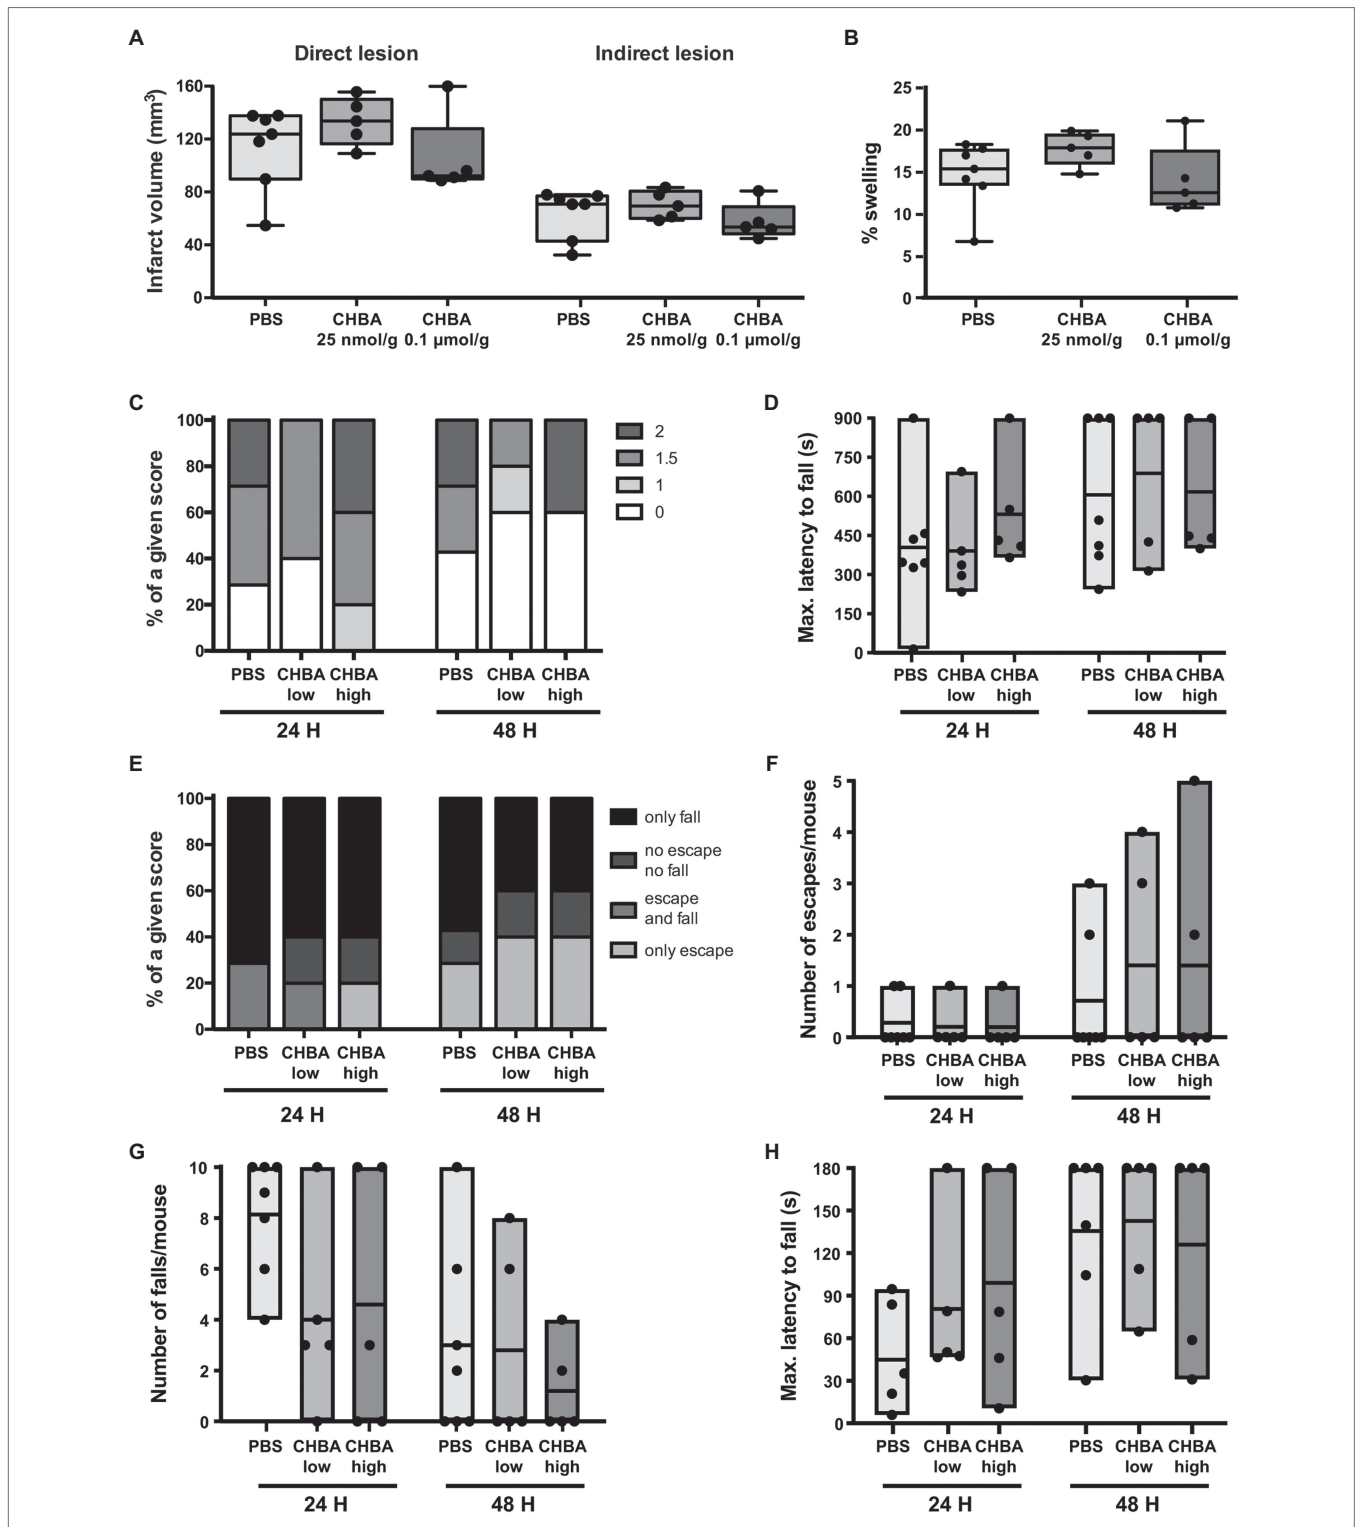 A
Direct lesion
Indirect lesion
Infarct volume (mm³)
160
120
80
40
0
PBS
CHBA
25 nmol/g
CHBA
0.1 µmol/g
PBS
CHBA
25 nmol/g
CHBA
0.1 µmol/g
B
% swelling
25
20
15
10
5
0
PBS
CHBA
25 nmol/g
CHBA
0.1 µmol/g
C
% of a given score
100
80
60
40
20
0
2
1.5
1
0
PBS
CHBA
low
CHBA
high
PBS
CHBA
low
CHBA
high
24 H
48 H
D
Max. latency to fall (s)
900
750
600
450
300
150
0
PBS
CHBA
low
CHBA
high
PBS
CHBA
low
CHBA
high
24 H
48 H
E
% of a given score
100
80
60
40
20
0
only fall
no escape
no fall
escape
and fall
only escape
PBS
CHBA
low
CHBA
high
PBS
CHBA
low
CHBA
high
24 H
48 H
F
Number of escapes/mouse
5
4
3
2
1
0
PBS
CHBA
low
CHBA
high
PBS
CHBA
low
CHBA
high
24 H
48 H
G
Number of falls/mouse
10
8
6
4
2
0
PBS
CHBA
low
CHBA
high
PBS
CHBA
low
CHBA
high
24 H
48 H
H
Max. latency to fall (s)
180
150
120
90
60
30
0
PBS
CHBA
low
CHBA
high
PBS
CHBA
low
CHBA
high
24 H
48 H